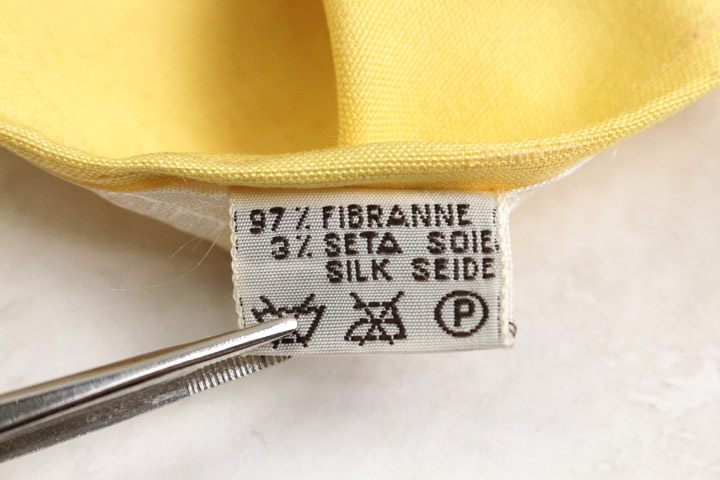 97% FIBRANNE
3% SETA SOIE
SILK SEIDE
P